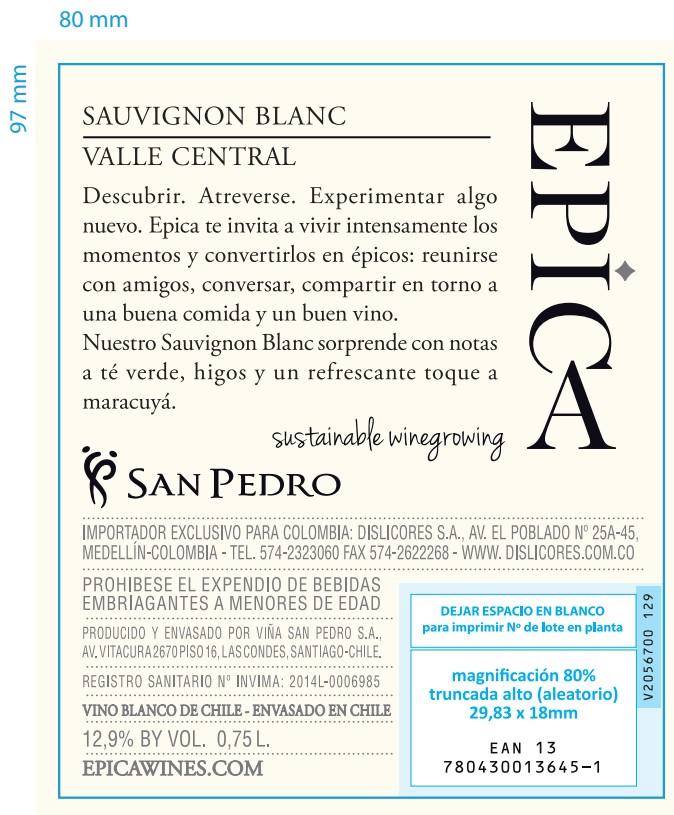 80 mm
97 mm
SAUVIGNON BLANC
VALLE CENTRAL
Descubrir. Atreverse. Experimentar algo
nuevo. Epica te invita a vivir intensamente los
momentos y convertirlos en épicos: reunirse
con amigos, conversar, compartir en torno a
una buena comida y un buen vino.
Nuestro Sauvignon Blanc sorprende con notas
a té verde, higos y un refrescante toque a
maracuyá.
EPICA
sustainable winegrowing
SAN PEDRO
IMPORTADOR EXCLUSIVO PARA COLOMBIA: DISLICORES S.A., AV. EL POBLADO Nº 25A-45,
MEDELLÍN-COLOMBIA - TEL. 574-2323060 FAX 574-2622268 - WWW. DISLICORES.COM.CO
PROHIBESE EL EXPENDIO DE BEBIDAS
EMBRIAGANTES A MENORES DE EDAD
PRODUCIDO Y ENVASADO POR VIÑA SAN PEDRO S.A.,
AV. VITACURA 2670 PISO 16, LAS CONDES, SANTIAGO-CHILE.
REGISTRO SANITARIO Nº INVIMA: 2014L-0006985
VINO BLANCO DE CHILE - ENVASADO EN CHILE
12,9% BY VOL. 0,75 L.
EPICAWINES.COM
DEJAR ESPACIO EN BLANCO
para imprimir Nº de lote en planta
V2056700 129
magnificación 80%
truncada alto (aleatorio)
29,83 x 18mm
EAN 13
780430013645-1